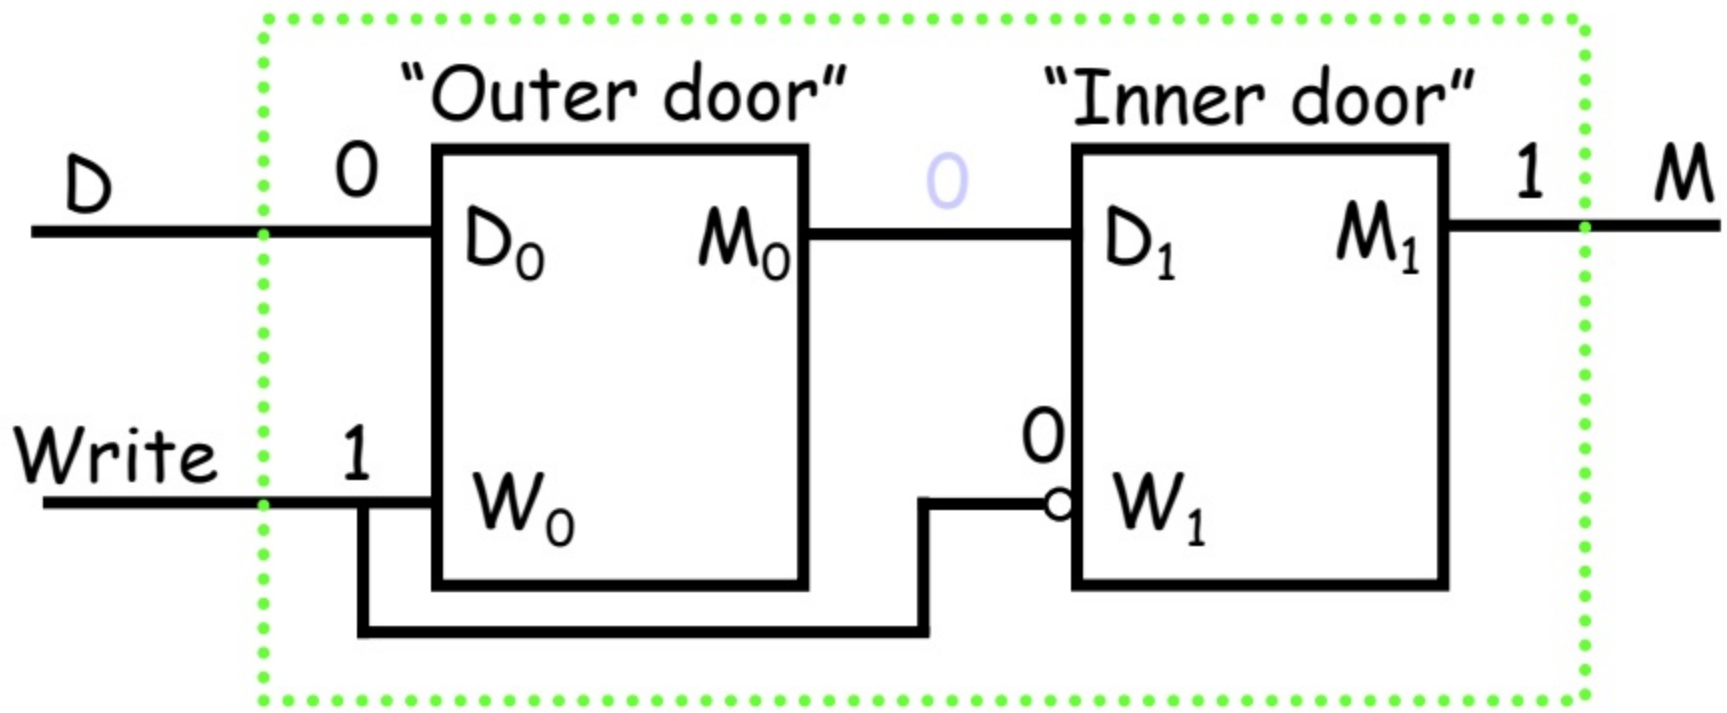 “Outer door” “Inner door”
D 0 0 1 M
D₀ M₀ D₁ M₁
Write 1 0
W₀ W₁